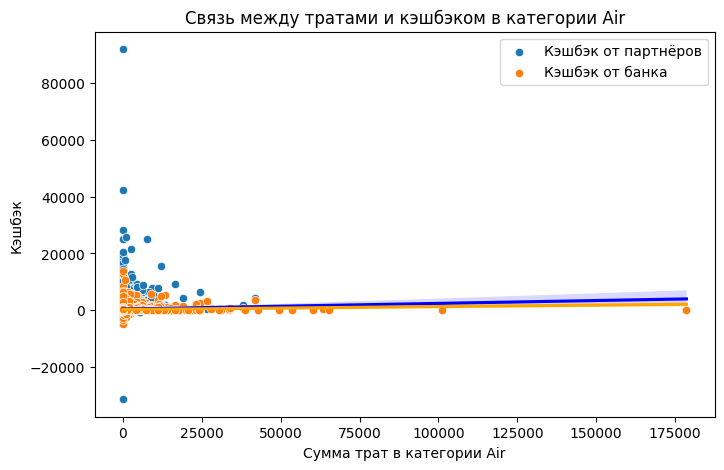 Связь между тратами и кэшбэком в категории Air
Кэшбэк от партнёров
Кэшбэк от банка
80000
60000
40000
20000
0
−20000
Кэшбэк
0
25000
50000
75000
100000
125000
150000
175000
Сумма трат в категории Air